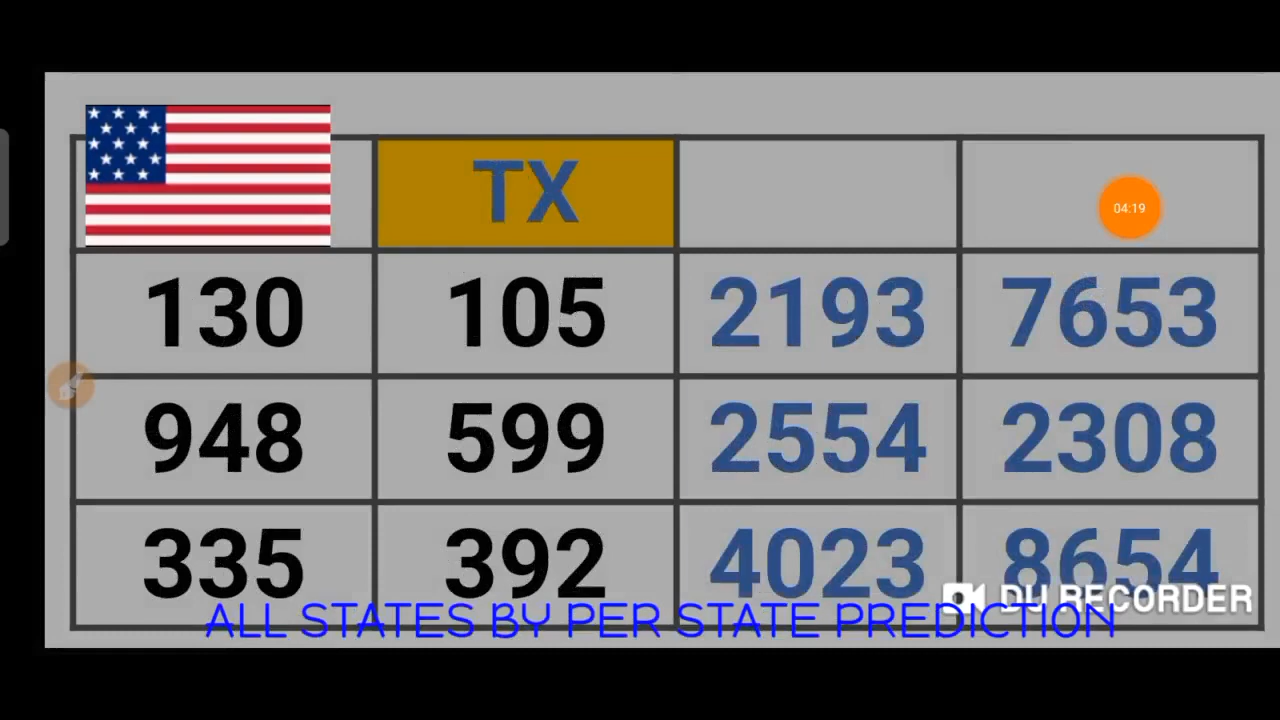 TX
04:19
130 105 2193 7653
948 599 2554 2308
335 392 4023 8654
DU RECORDER
ALL STATES BY PER STATE PREDICTION